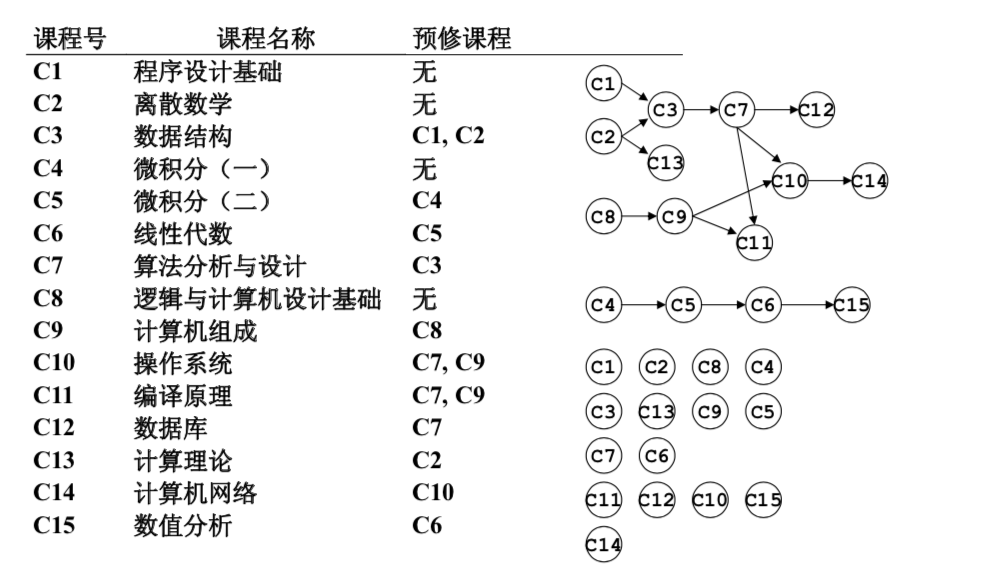 课程号 课程名称 预修课程
C1 程序设计基础 无
C2 离散数学 无
C3 数据结构 C1, C2
C4 微积分（一） 无
C5 微积分（二） C4
C6 线性代数 C5
C7 算法分析与设计 C3
C8 逻辑与计算机设计基础 无
C9 计算机组成 C8
C10 操作系统 C7, C9
C11 编译原理 C7, C9
C12 数据库 C7
C13 计算理论 C2
C14 计算机网络 C10
C15 数值分析 C6
C1
C3 C7 C12
C2
C13
C10 C14
C8 C9
C11
C4 C5 C6 C15
C1 C2 C8 C4
C3 C13 C9 C5
C7 C6
C11 C12 C10 C15
C14